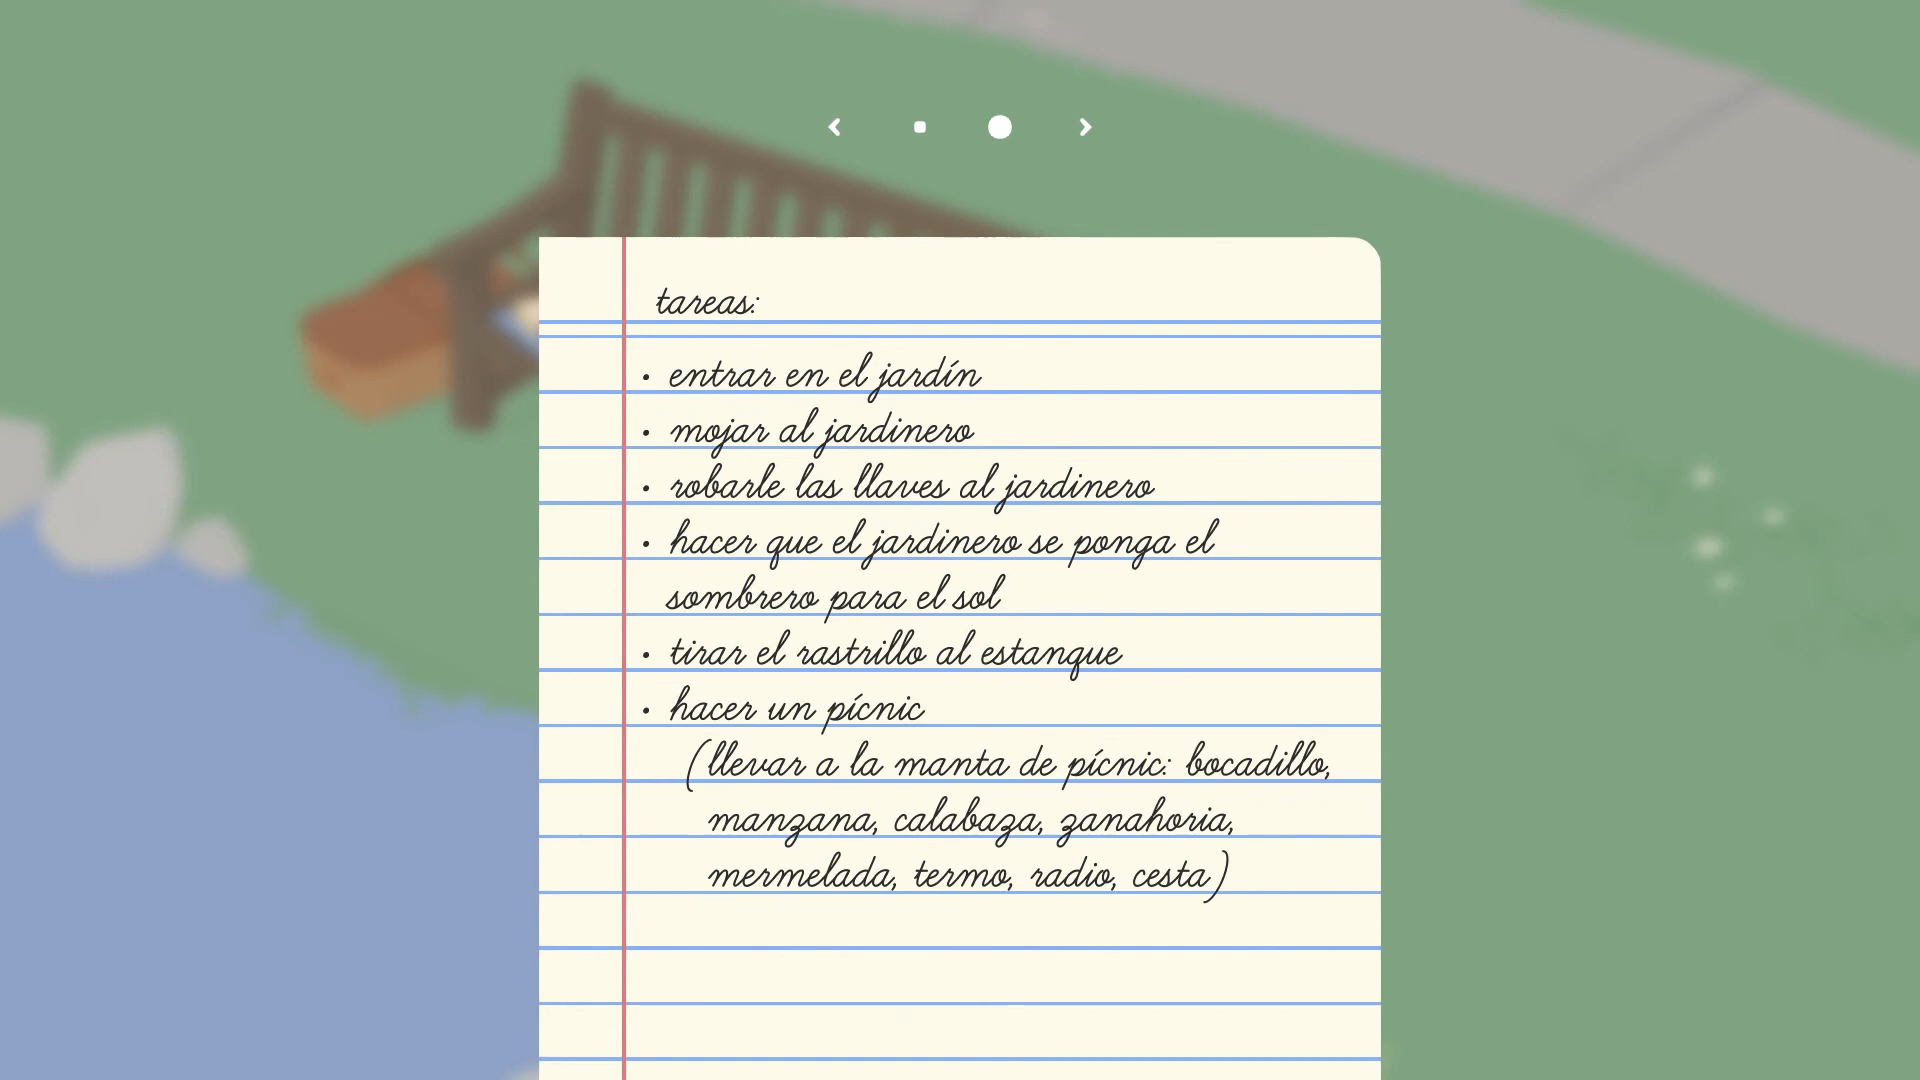 tareas:
• entrar en el jardín
• mojar al jardinero
• robarle las llaves al jardinero
• hacer que el jardinero se ponga el
sombrero para el sol
• tirar el rastrillo al estanque
• hacer un pícnic
(llevar a la manta de pícnic: bocadillo,
manzana, calabaza, zanahoria,
mermelada, termo, radio, cesta)